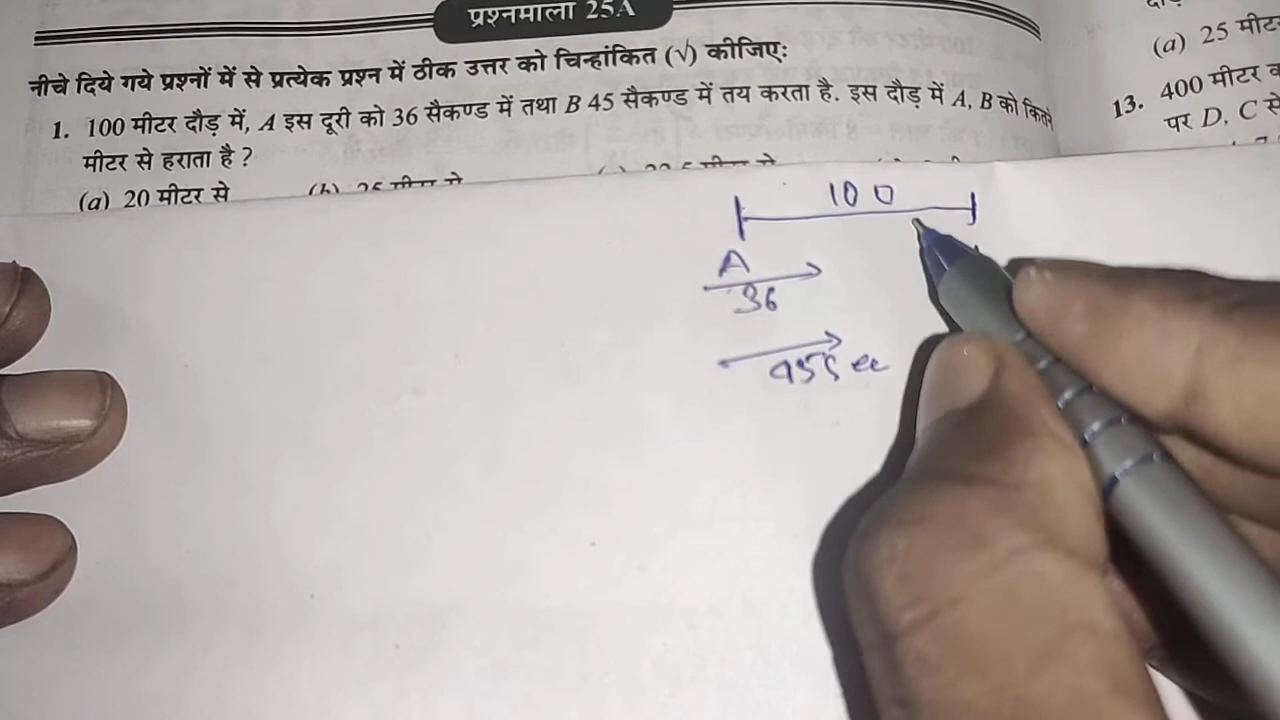 प्रश्नमाला 25A
नीचे दिये गये प्रश्नों में से प्रत्येक प्रश्न में ठीक उत्तर को चिन्हांकित (√) कीजिए:
1. 100 मीटर दौड़ में, A इस दूरी को 36 सैकण्ड में तथा B 45 सैकण्ड में तय करता है. इस दौड़ में A, B को कितने
मीटर से हराता है ?
(a) 20 मीटर से
(a) 25 मीट
13. 400 मीटर
पर D, C से
100
A
36
45 Sec